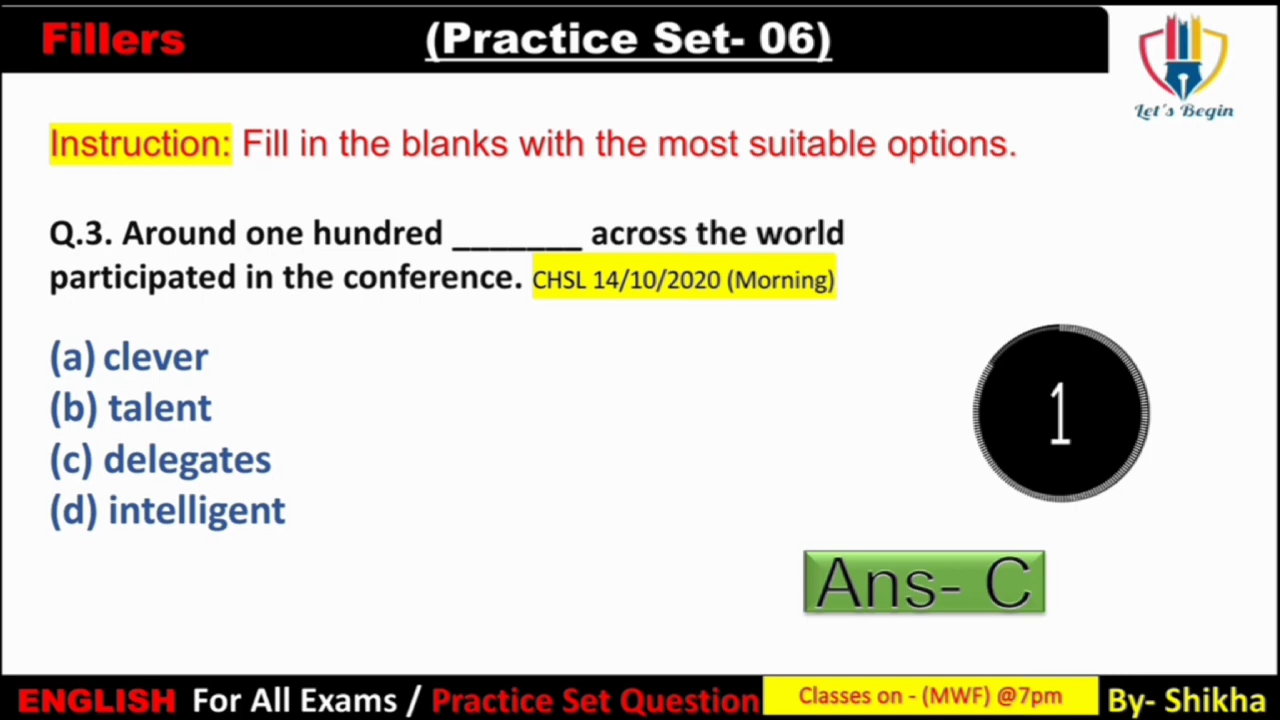 Fillers (Practice Set- 06)
Let's Begin
Instruction: Fill in the blanks with the most suitable options.
Q.3. Around one hundred _______ across the world
participated in the conference. CHSL 14/10/2020 (Morning)
(a) clever
(b) talent
(c) delegates
(d) intelligent
1
Ans- C
ENGLISH For All Exams / Practice Set Question Classes on - (MWF) @7pm By- Shikha